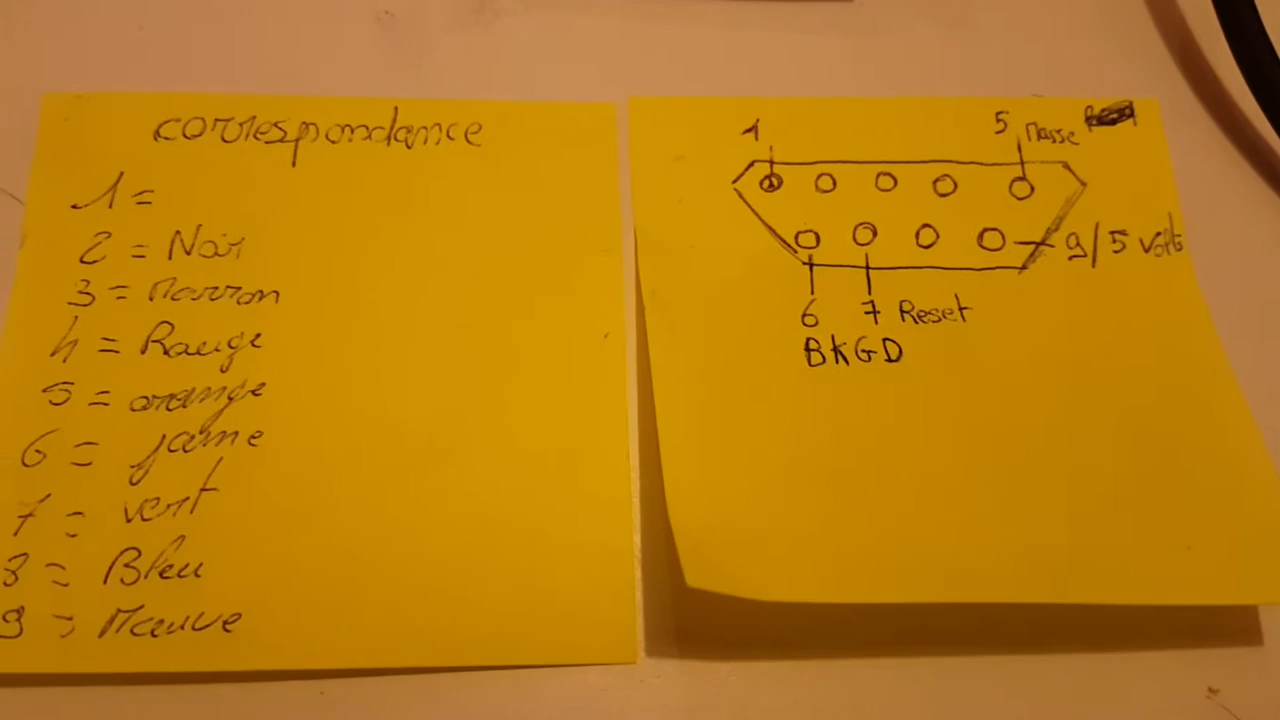 correspondance
1 =
2 = Noir
3 = Marron
4 = Rouge
5 = orange
6 = jaune
7 = vert
8 = Bleu
9 = Mauve
1
5 Masse
9/5 volts
6
7 Reset
BKGD